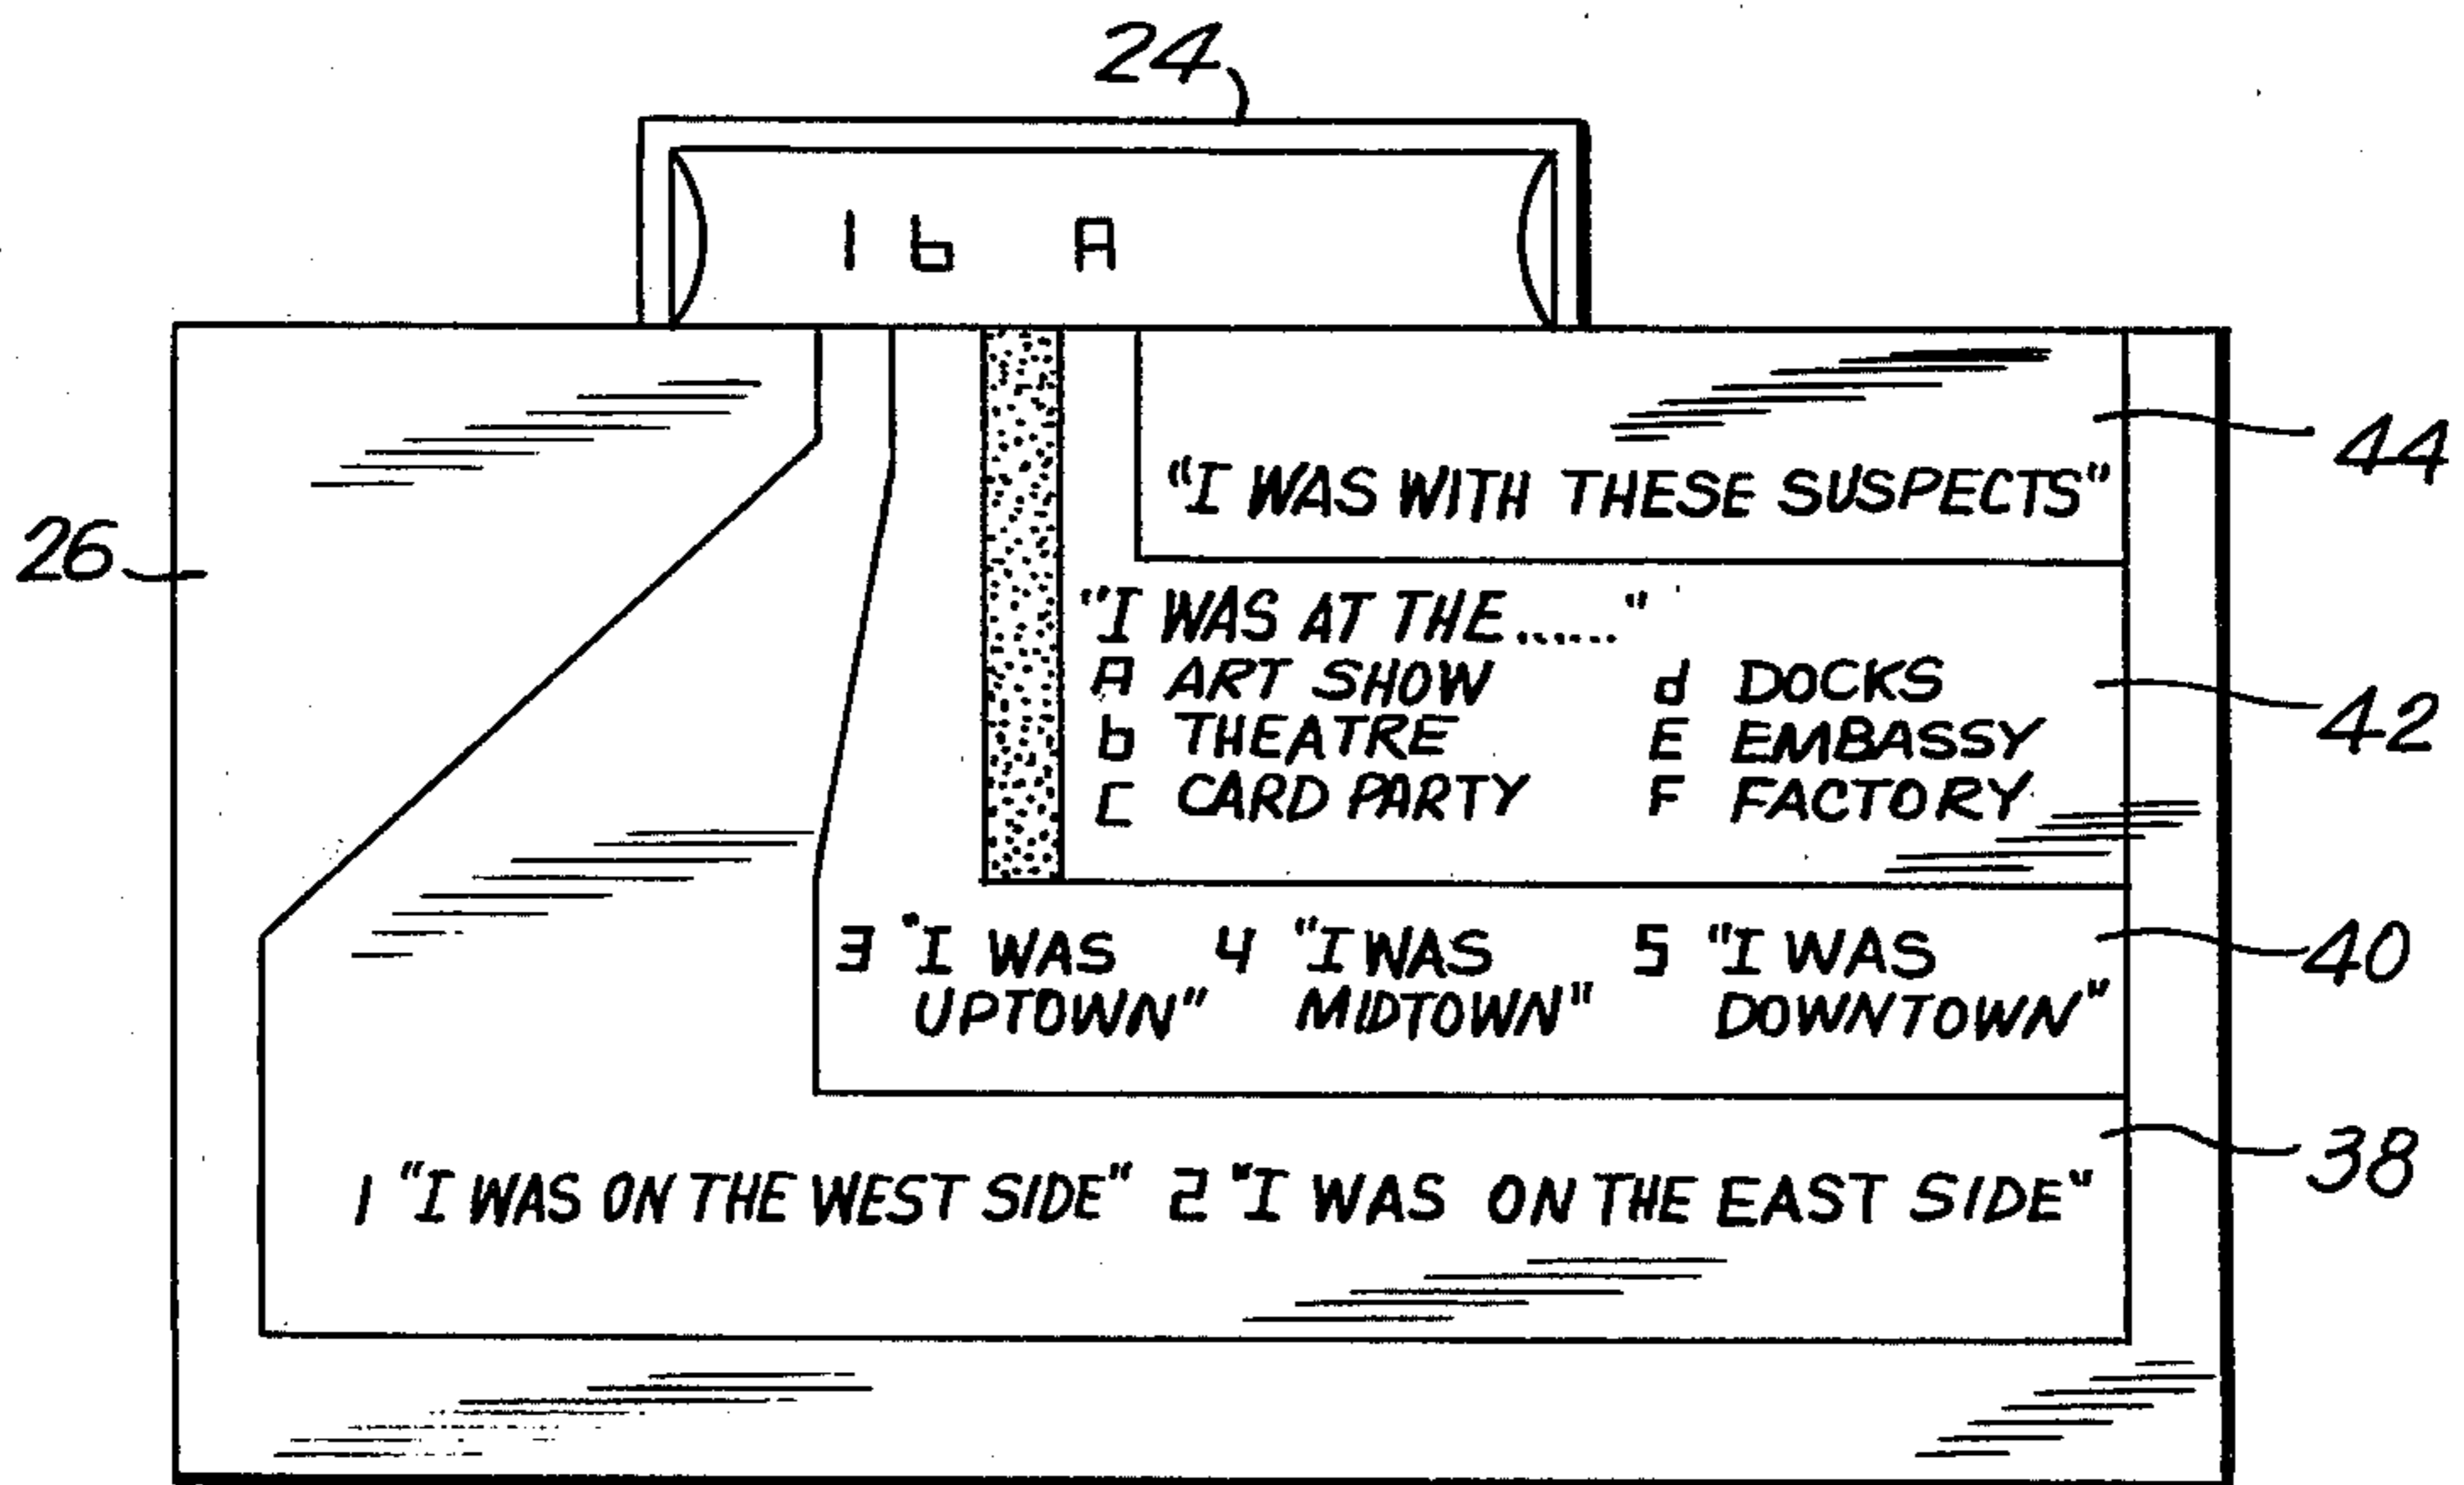 24
1 b A
44
"I WAS WITH THESE SUSPECTS"
26
"I WAS AT THE......"
A ART SHOW d DOCKS
42
b THEATRE E EMBASSY
C CARD PARTY F FACTORY
3 "I WAS 4 "I WAS 5 "I WAS
40
UPTOWN" MIDTOWN" DOWNTOWN"
38
1 "I WAS ON THE WEST SIDE" 2 "I WAS ON THE EAST SIDE"